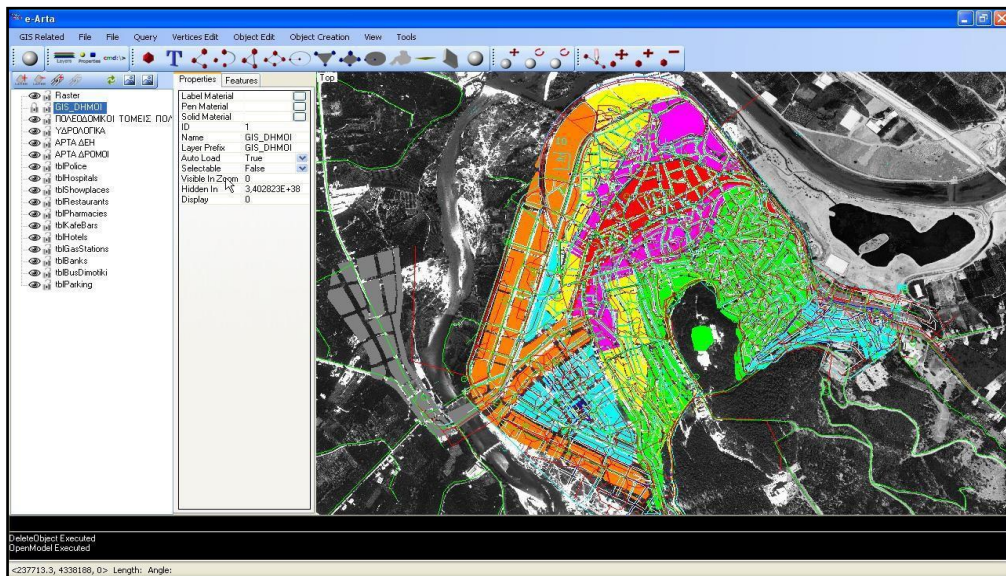 e-Arta
GIS Related File File Query Vertices Edit Object Edit Object Creation View Tools
Layers Properties cmd:\> T
Raster
GIS_DHMOI
ΠΟΛΕΟΔΟΜΙΚΟΙ ΤΟΜΕΙΣ ΠΟΛ
ΥΔΡΟΛΟΓΙΚΑ
ΑΡΤΑ ΔΕΗ
ΑΡΤΑ ΔΡΟΜΟΙ
tblPolice
tblHospitals
tblShowplaces
tblRestaurants
tblPharmacies
tblKafeBars
tblHotels
tblGasStations
tblBanks
tblBusDimotiki
tblParking
Properties Features
Label Material
Pen Material
Solid Material
ID 1
Name GIS_DHMOI
Layer Prefix GIS_DHMOI
Auto Load True
Selectable False
Visible In Zoom 0
Hidden In 3,402823E+38
Display 0
Top
DeleteObject Executed
OpenModel Executed
<237713.3, 4338188, 0> Length: Angle: